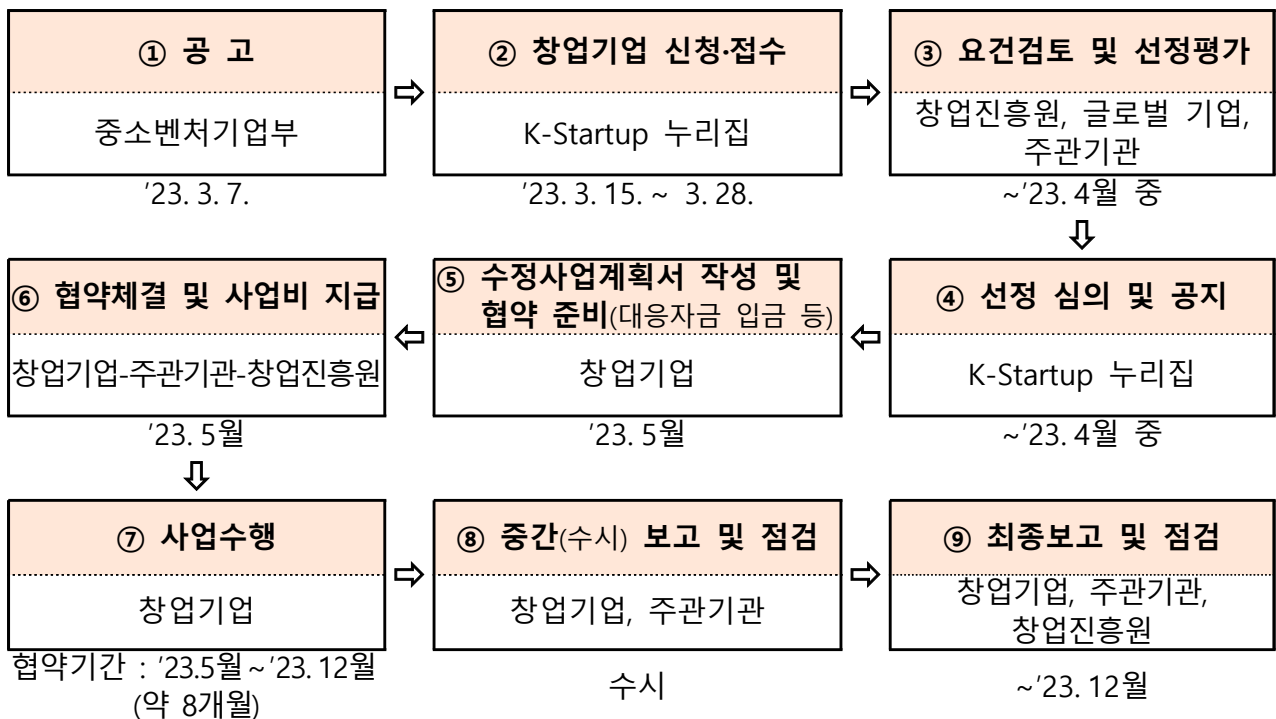 ① 공 고
중소벤처기업부
'23. 3. 7.
② 창업기업 신청·접수
K-Startup 누리집
'23. 3. 15. ~ 3. 28.
③ 요건검토 및 선정평가
창업진흥원, 글로벌 기업,
주관기관
~'23. 4월 중
④ 선정 심의 및 공지
K-Startup 누리집
~'23. 4월 중
⑤ 수정사업계획서 작성 및
협약 준비(대응자금 입금 등)
창업기업
'23. 5월
⑥ 협약체결 및 사업비 지급
창업기업-주관기관-창업진흥원
'23. 5월
⑦ 사업수행
창업기업
협약기간 : '23.5월~'23. 12월
(약 8개월)
⑧ 중간(수시) 보고 및 점검
창업기업, 주관기관
수시
⑨ 최종보고 및 점검
창업기업, 주관기관,
창업진흥원
~'23. 12월